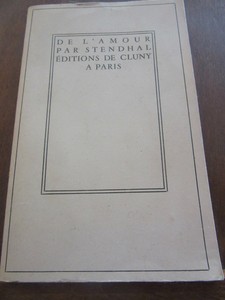 DE L'AMOUR
PAR STENDHAL
ÉDITIONS DE CLUNY
A PARIS